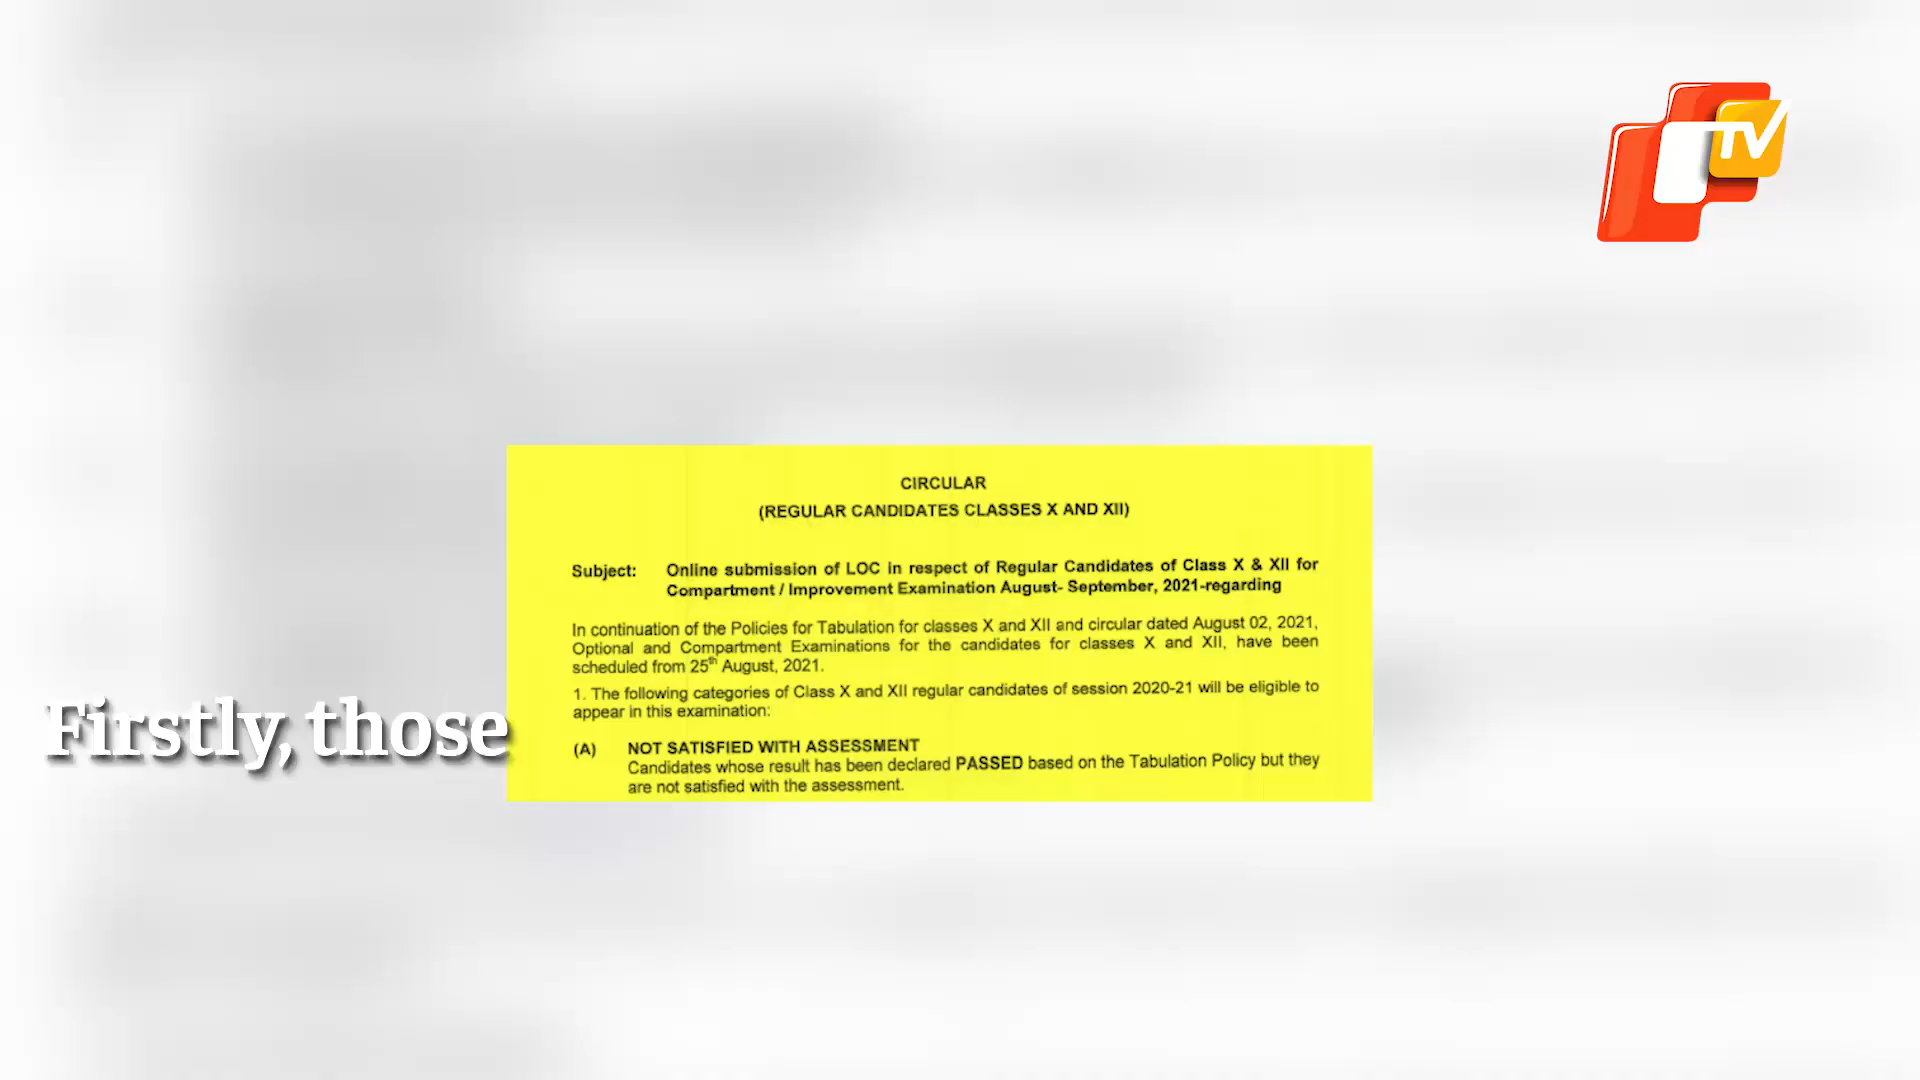 TV
CIRCULAR
(REGULAR CANDIDATES CLASSES X AND XII)
Subject: Online submission of LOC in respect of Regular Candidates of Class X & XII for
Compartment / Improvement Examination August- September, 2021-regarding
In continuation of the Policies for Tabulation for classes X and XII and circular dated August 02, 2021,
Optional and Compartment Examinations for the candidates for classes X and XII, have been
scheduled from 25th August, 2021.
1. The following categories of Class X and XII regular candidates of session 2020-21 will be eligible to
appear in this examination:
Firstly, those
(A) NOT SATISFIED WITH ASSESSMENT
Candidates whose result has been declared PASSED based on the Tabulation Policy but they
are not satisfied with the assessment.